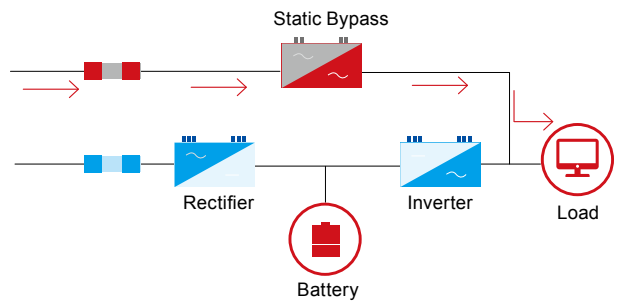 Static Bypass
Rectifier
Inverter
Load
Battery